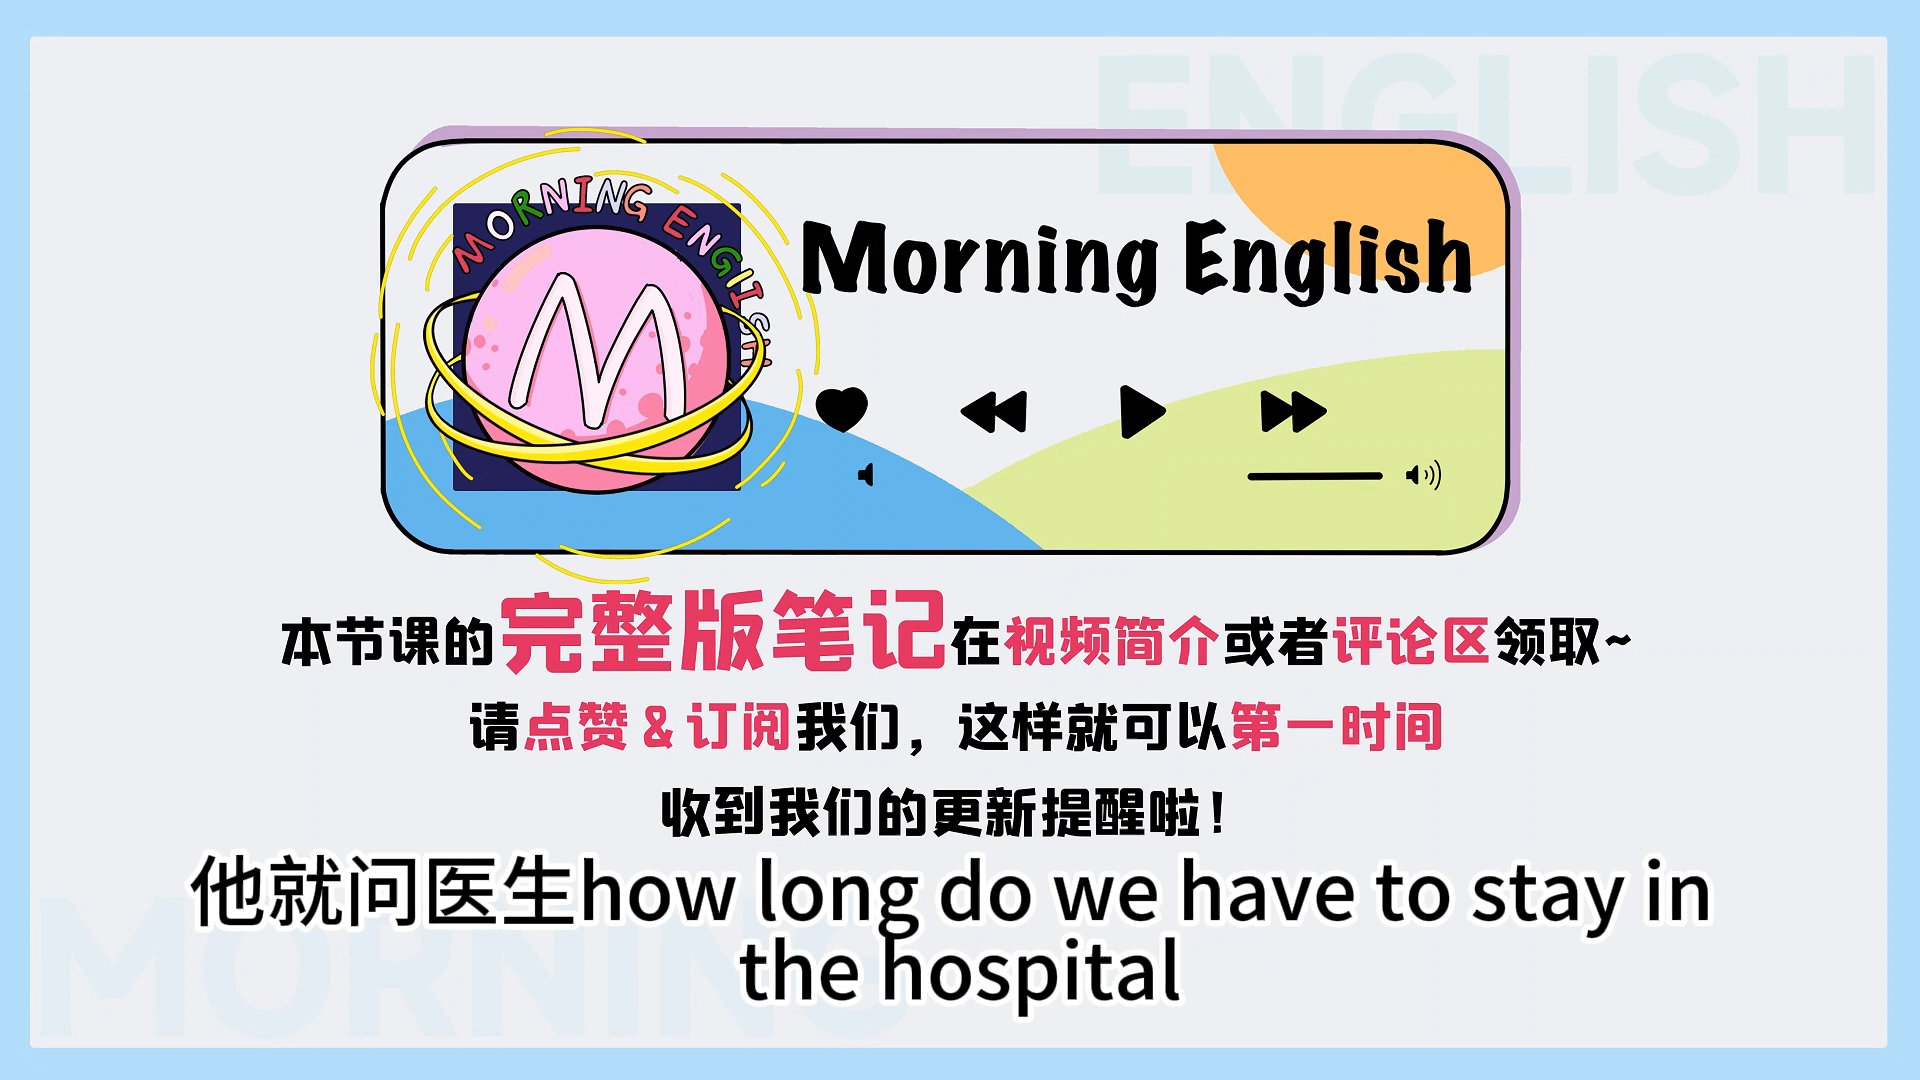 ENGLISH
MORNING ENGLISH
M
Morning English
本节课的完整版笔记在视频简介或者评论区领取~
请点赞&订阅我们，这样就可以第一时间
收到我们的更新提醒啦！
他就问医生how long do we have to stay in
the hospital
MORNING